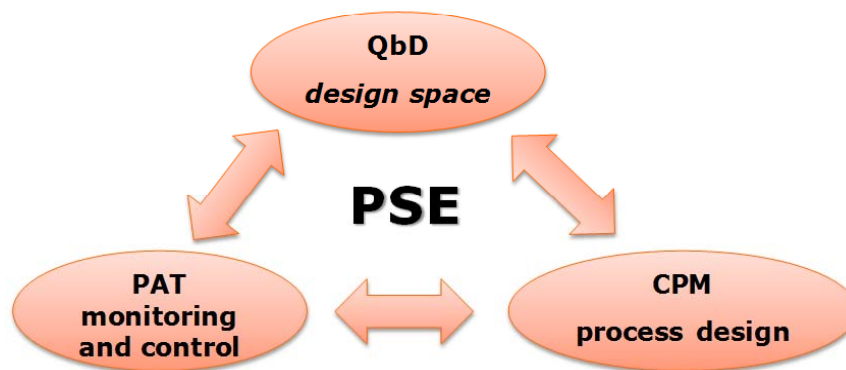 QbD
design space
PSE
PAT
monitoring
and control
CPM
process design